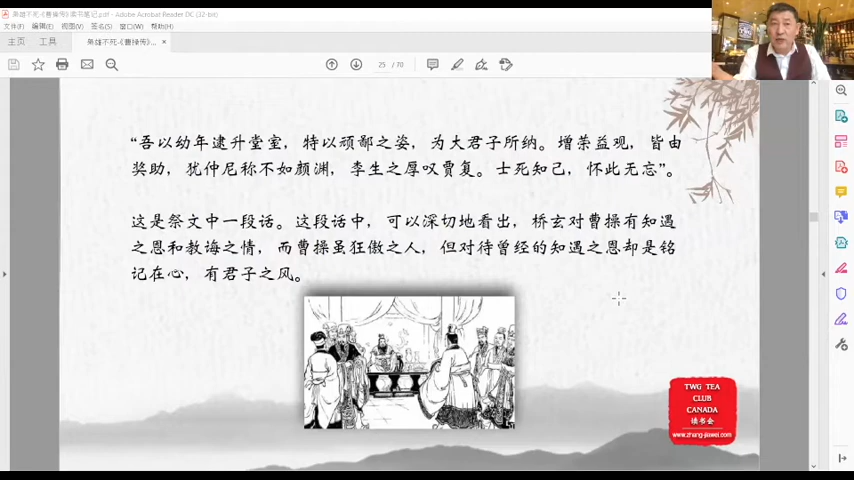 枭雄不死-《曹操传》读书笔记.pdf - Adobe Acrobat Reader DC (32-bit)
文件(F) 编辑(E) 视图(V) 签名(S) 窗口(W) 帮助(H)
主页 工具 枭雄不死-《曹操传》... ×
25 / 70
“吾以幼年逮升堂室，特以顽鄙之姿，为大君子所纳。增荣益观，皆由
奖助，犹仲尼称不如颜渊，李生之厚叹贾复。士死知己，怀此无忘”。
这是祭文中一段话。这段话中，可以深切地看出，桥玄对曹操有知遇
之恩和教诲之情，而曹操虽狂傲之人，但对待曾经的知遇之恩却是铭
记在心，有君子之风。
TWG TEA
CLUB
CANADA
读书会
www.zhang-jiawei.com